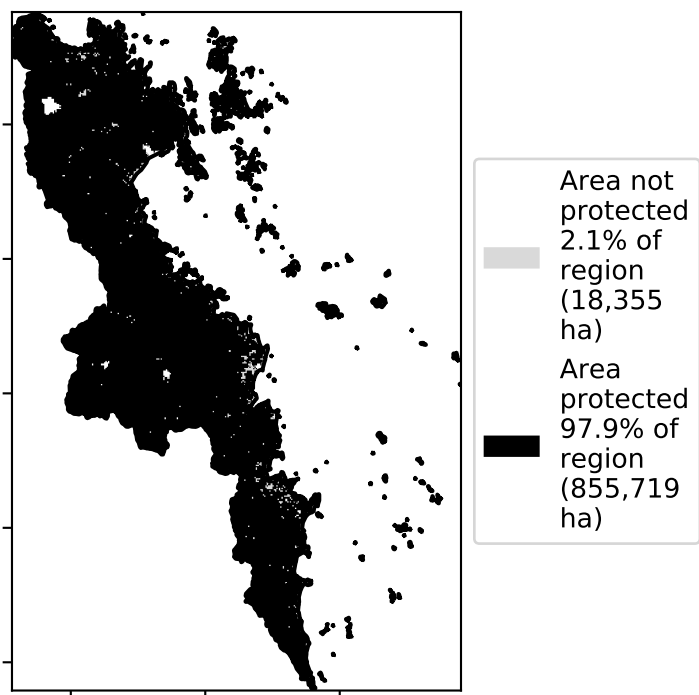 Area not
protected
2.1% of
region
(18,355
ha)
Area
protected
97.9% of
region
(855,719
ha)